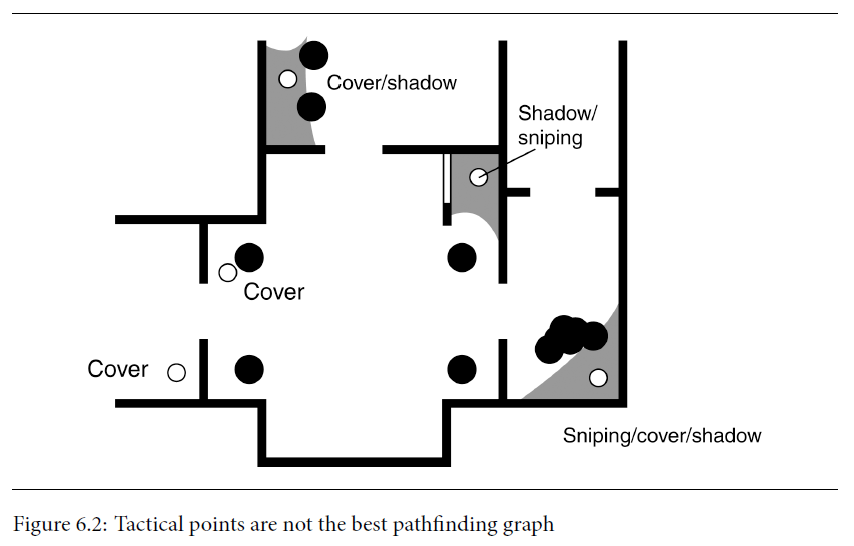 Cover/shadow
Shadow/
sniping
Cover
Cover
Sniping/cover/shadow
Figure 6.2: Tactical points are not the best pathfinding graph